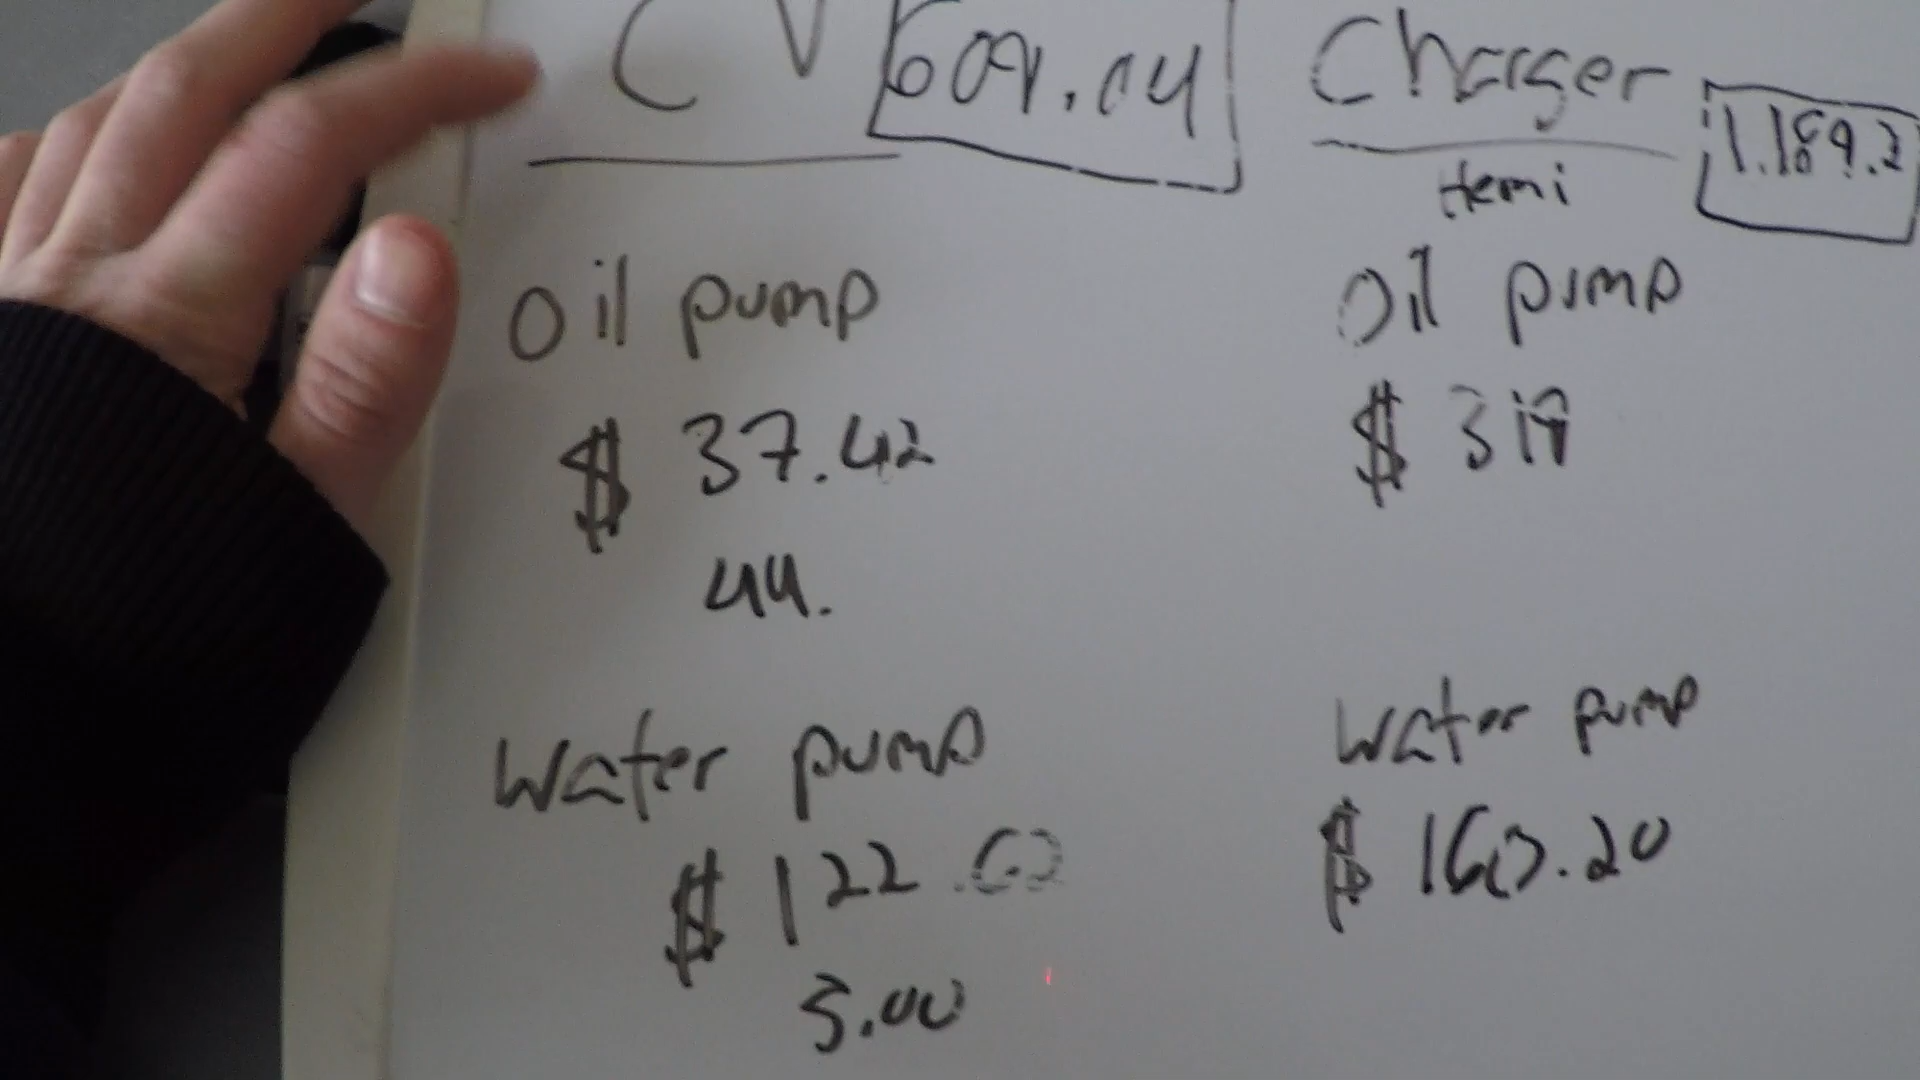 CV 609.04
Oil pump
$ 37.42
44.
Water pump
$ 122.62
5.00
Charger
Hemi
1.189.2
Oil pump
$ 319
Water pump
$ 160.20